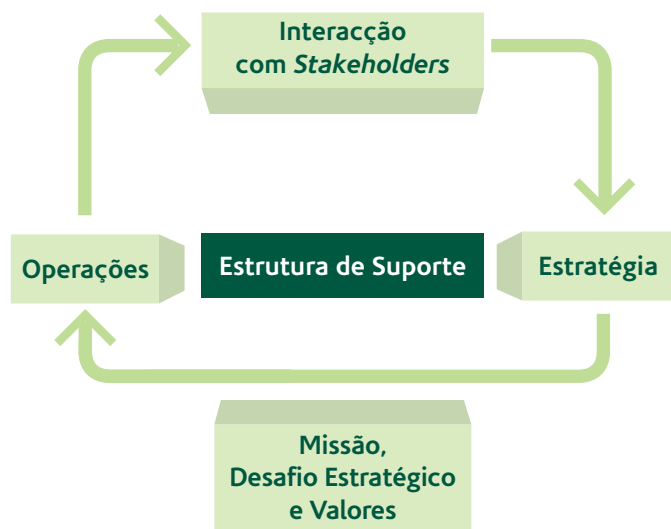 Interacção
com Stakeholders
Operações
Estrutura de Suporte
Estratégia
Missão,
Desafio Estratégico
e Valores